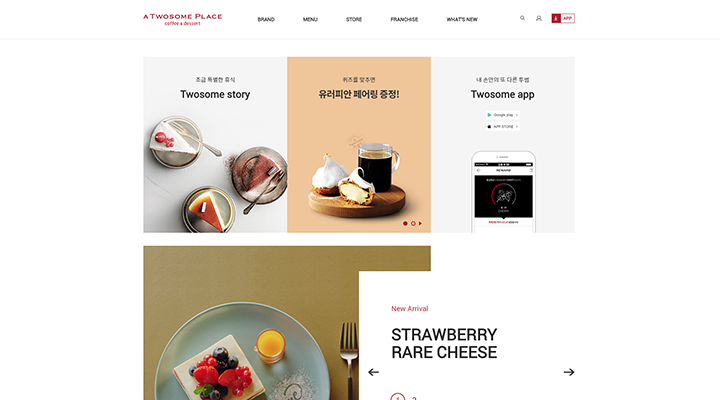 A TWOSOME PLACE
coffee & dessert
BRAND
MENU
STORE
FRANCHISE
WHAT'S NEW
APP
조금 특별한 휴식
Twosome story
퀴즈를 맞추면
유러피안 페어링 증정!
내 손안의 또 다른 투썸
Twosome app
Google play
APP STORE
New Arrival
STRAWBERRY
RARE CHEESE
1 2